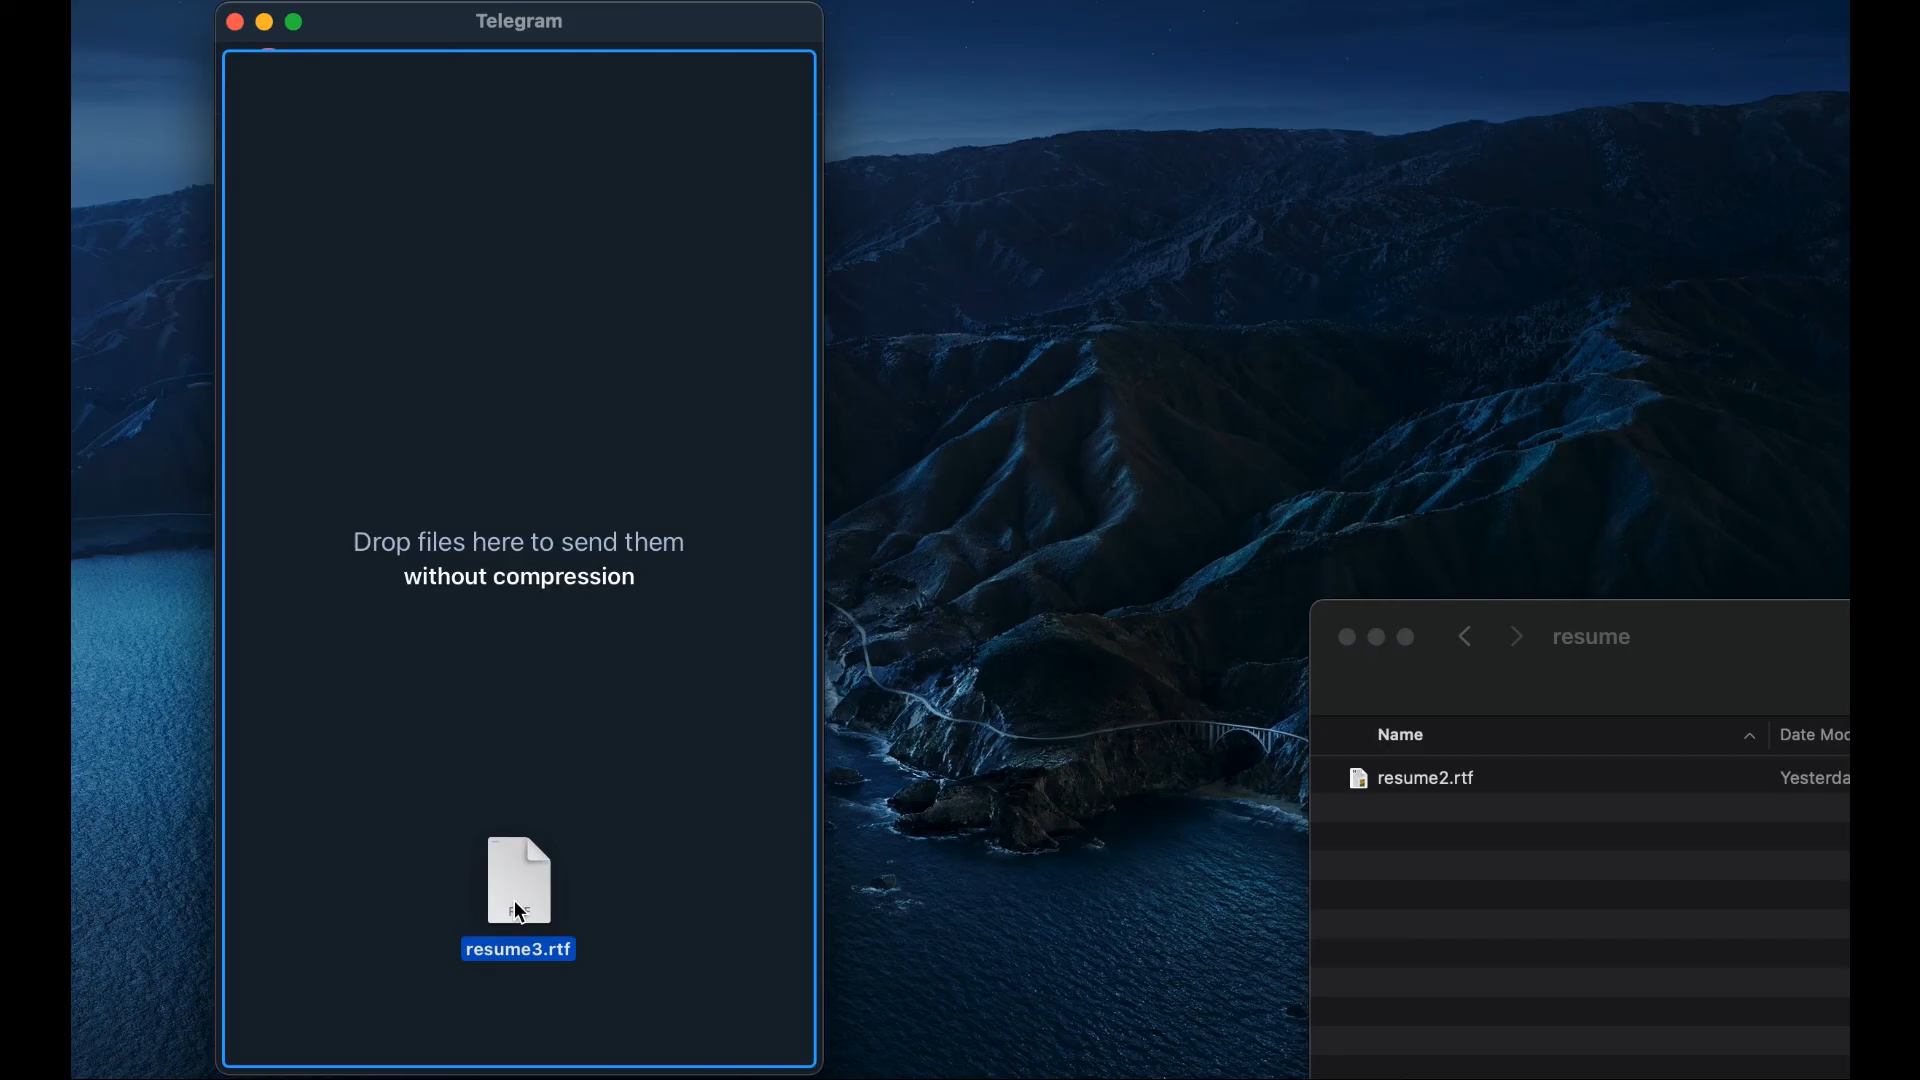 Telegram
Drop files here to send them
without compression
resume3.rtf
resume
Name
Date Moc
resume2.rtf
Yesterda